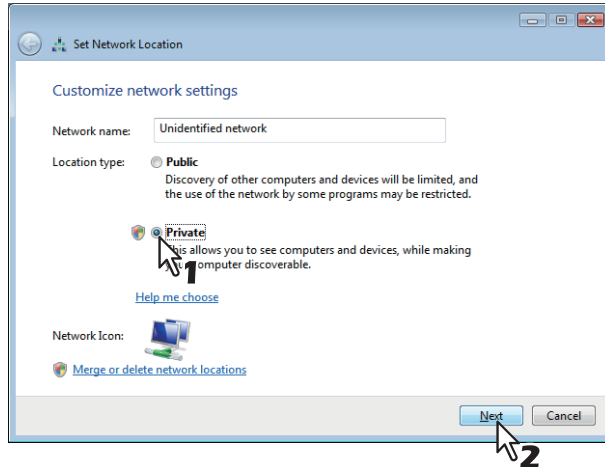 Set Network Location
Customize network settings
Network name: Unidentified network
Location type: Public
Discovery of other computers and devices will be limited, and
the use of the network by some programs may be restricted.
Private
This allows you to see computers and devices, while making
computer discoverable.
1
Help me choose
Network Icon:
Merge or delete network locations
Next Cancel
2